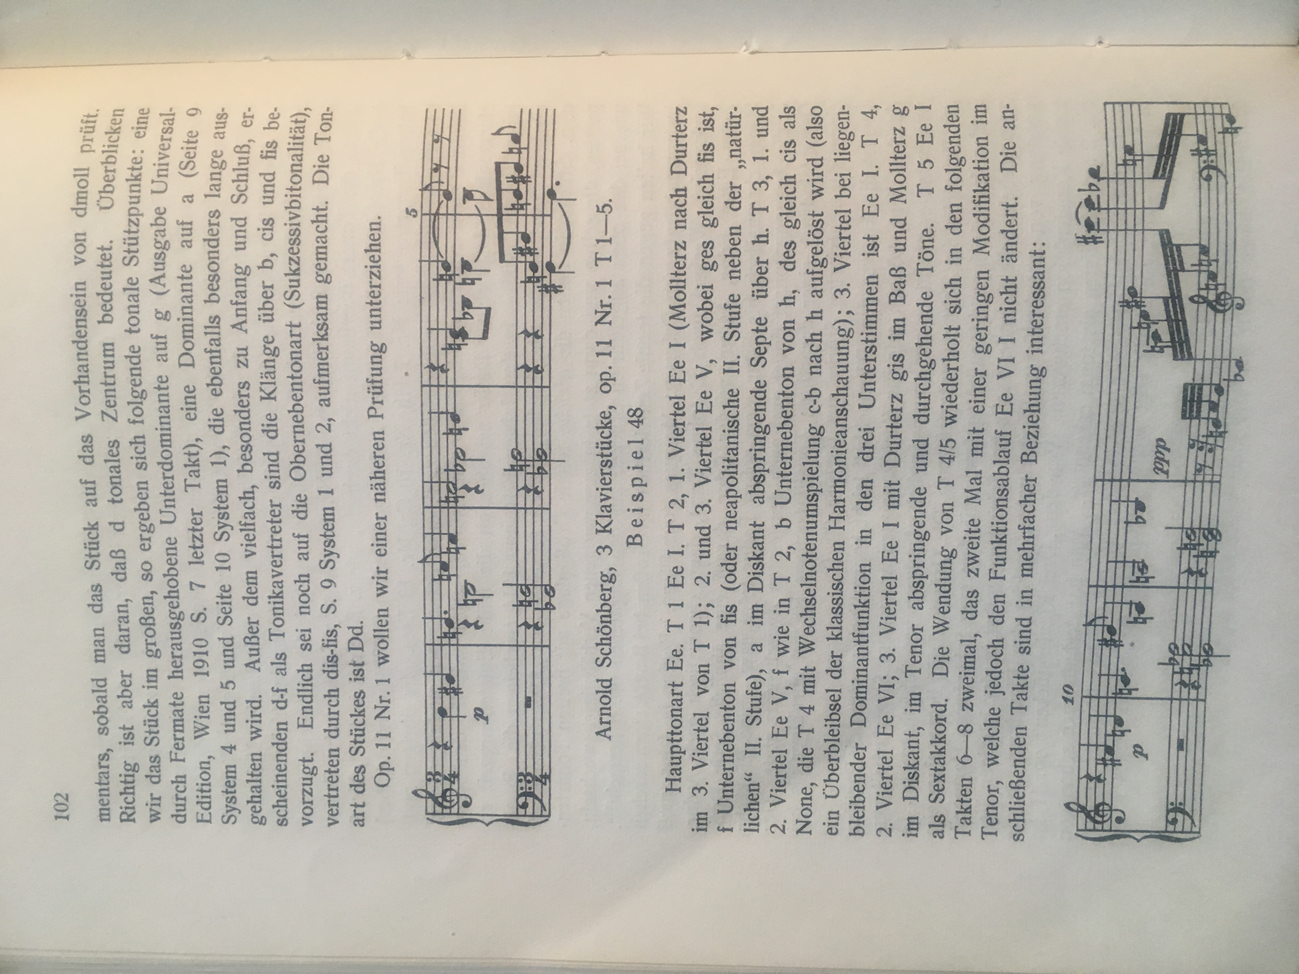 102
mentars, sobald man das Stück auf das Vorhandensein von dmoll prüft.
Richtig ist aber daran, daß d tonales Zentrum bedeutet. Überblicken
wir das Stück im großen, so ergeben sich folgende tonale Stützpunkte: eine
durch Fermate herausgehobene Unterdominante auf g (Ausgabe Universal-
Edition, Wien 1910 S. 7 letzter Takt), eine Dominante auf a (Seite 9
System 4 und 5 und Seite 10 System 1), die ebenfalls besonders lange aus-
gehalten wird. Außer dem vielfach, besonders zu Anfang und Schluß, er-
scheinenden d-f als Tonikavertreter sind die Klänge über b, cis und fis be-
vorzugt. Endlich sei noch auf die Obernebentonart (Sukzessivbitonalität),
vertreten durch dis-fis, S. 9 System 1 und 2, aufmerksam gemacht. Die Ton-
art des Stückes ist Dd.
Op. 11 Nr. 1 wollen wir einer näheren Prüfung unterziehen.
5
p
Arnold Schönberg, 3 Klavierstücke, op. 11 Nr. 1 T 1—5.
Beispiel 48
Haupttonart Ee. T 1 Ee I. T 2, 1. Viertel Ee I (Mollterz nach Durterz
im 3. Viertel von T 1); 2. und 3. Viertel Ee V, wobei ges gleich fis ist,
f Unternebenton von fis (oder neapolitanische II. Stufe neben der „natür-
lichen“ II. Stufe), a im Diskant abspringende Septe über h. T 3, 1. und
2. Viertel Ee V, f wie in T 2, b Unternebenton von h, des gleich cis als
None, die T 4 mit Wechselnotenumspielung c-b nach h aufgelöst wird (also
ein Überbleibsel der klassischen Harmonieanschauung); 3. Viertel bei liegen-
bleibender Dominantfunktion in den drei Unterstimmen ist Ee I. T 4,
2. Viertel Ee VI; 3. Viertel Ee I mit Durterz gis im Baß und Mollterz g
im Diskant, im Tenor abspringende und durchgehende Töne. T 5 Ee I
als Sextakkord. Die Wendung von T 4/5 wiederholt sich in den folgenden
Takten 6—8 zweimal, das zweite Mal mit einer geringen Modifikation im
Tenor, welche jedoch den Funktionsablauf Ee VI I nicht ändert. Die an-
schließenden Takte sind in mehrfacher Beziehung interessant:
10
p
ppp